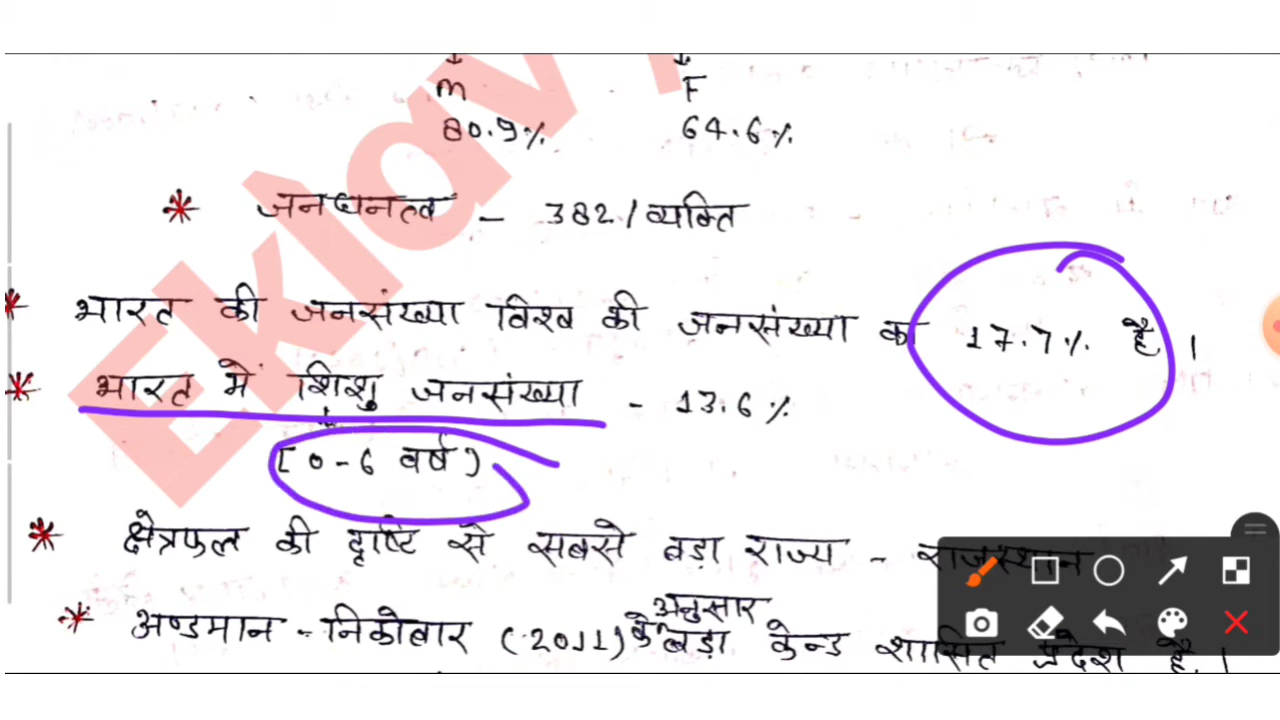 M F
80.9% 64.6%
* जनघनत्व - 382/व्यक्ति
* भारत की जनसंख्या विश्व की जनसंख्या का 17.7% है।
* भारत में शिशु जनसंख्या - 13.6%
[0-6 वर्ष)
* क्षेत्रफल की दृष्टि से सबसे बड़ा राज्य - राजस्थान
* अण्डमान - निकोबार (2011) के अनुसार बड़ा केन्द्र शासित प्रदेश है।
Eklav